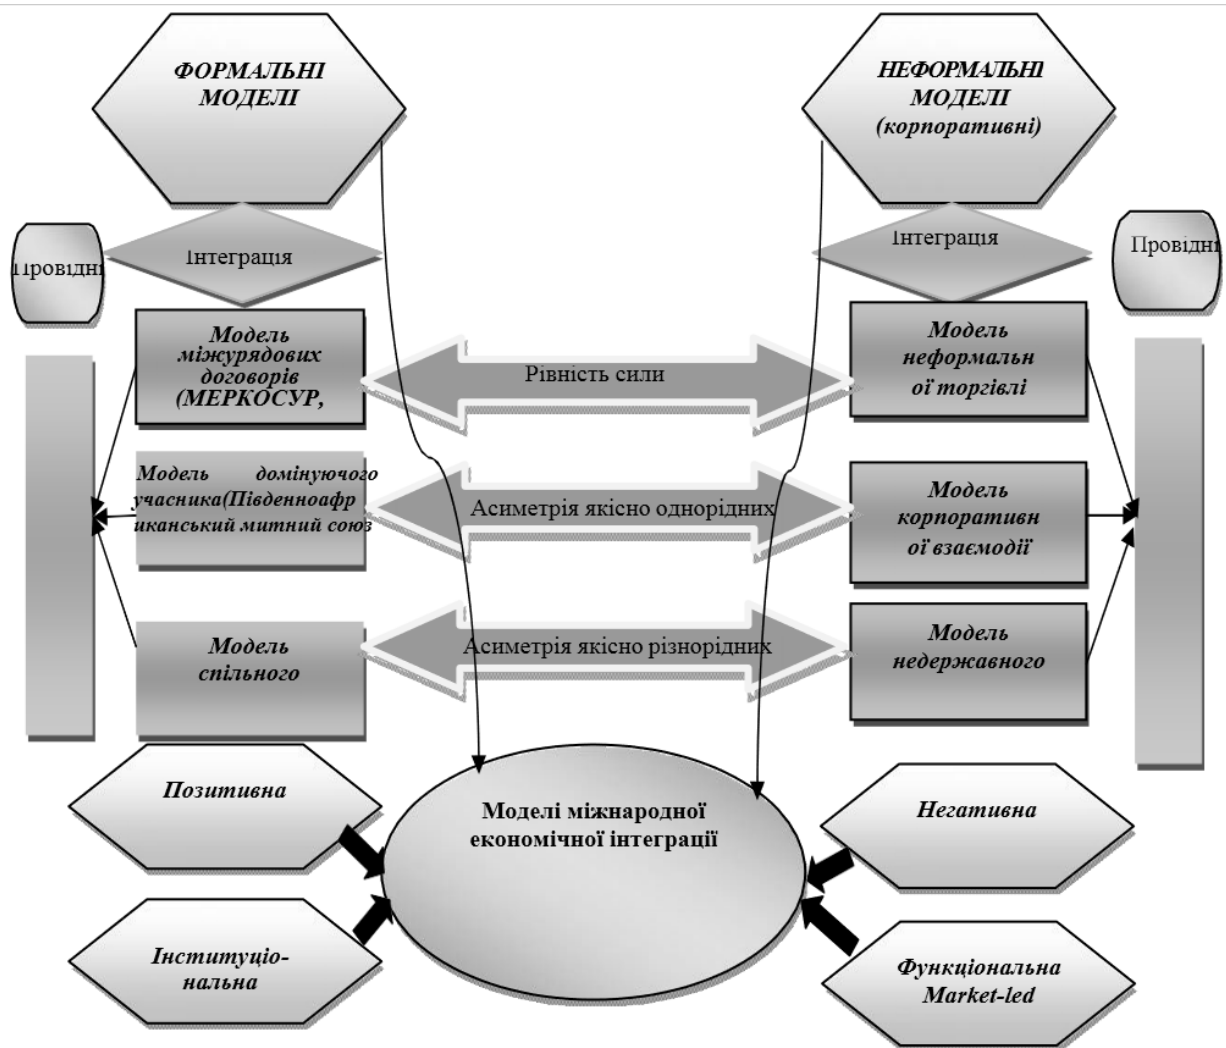 ФОРМАЛЬНІ
МОДЕЛІ
НЕФОРМАЛЬНІ
МОДЕЛІ
(корпоративні)
Інтеграція
Інтеграція
Провідні
Провідні
Модель
міжурядових
договорів
(МЕРКОСУР,
Рівність сили
Модель
неформальн
ої торгівлі
Модель домінуючого
учасника(Південноафр
иканський митний союз
Асиметрія якісно однорідних
Модель
корпоративн
ої взаємодії
Модель
спільного
Асиметрія якісно різнорідних
Модель
недержавного
Позитивна
Моделі міжнародної
економічної інтеграції
Негативна
Інституціо-
нальна
Функціональна
Market-led